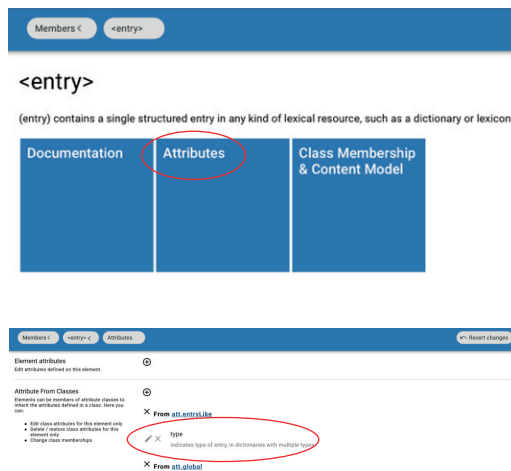 Members < <entry>
<entry>
(entry) contains a single structured entry in any kind of lexical resource, such as a dictionary or lexicon
Documentation Attributes Class Membership
& Content Model
Members < <entry> < Attributes Revert changes
Element attributes
Edit attributes defined on this element.
Attribute From Classes
Elements can be members of attribute classes to
inherit the attributes defined in a class. Here you
can:
• Edit class attributes for this element only
• Delete / restore class attributes for this
element only
• Change class memberships
From att.entryLike
type
indicates type of entry, in dictionaries with multiple types
From att.global